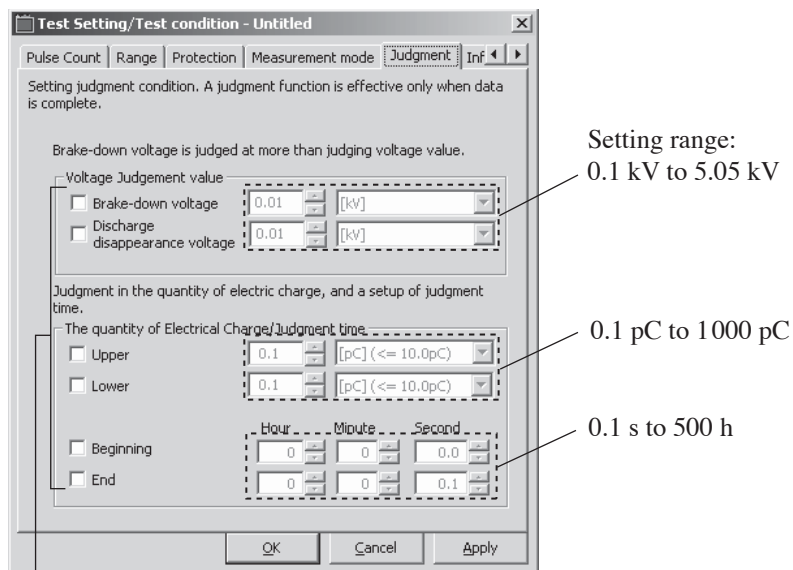 Test Setting/Test condition - Untitled
Pulse Count Range Protection Measurement mode Judgment Inf
Setting judgment condition. A judgment function is effective only when data
is complete.
Brake-down voltage is judged at more than judging voltage value.
Voltage Judgement value
Brake-down voltage 0.01 [kV]
Discharge
disappearance voltage 0.01 [kV]
Setting range:
0.1 kV to 5.05 kV
Judgment in the quantity of electric charge, and a setup of judgment
time.
The quantity of Electrical Charge/Judgment time
Upper 0.1 [pC] (<= 10.0pC)
Lower 0.1 [pC] (<= 10.0pC)
0.1 pC to 1000 pC
Hour Minute Second
Beginning 0 0 0.0
End 0 0 0.1
0.1 s to 500 h
OK Cancel Apply